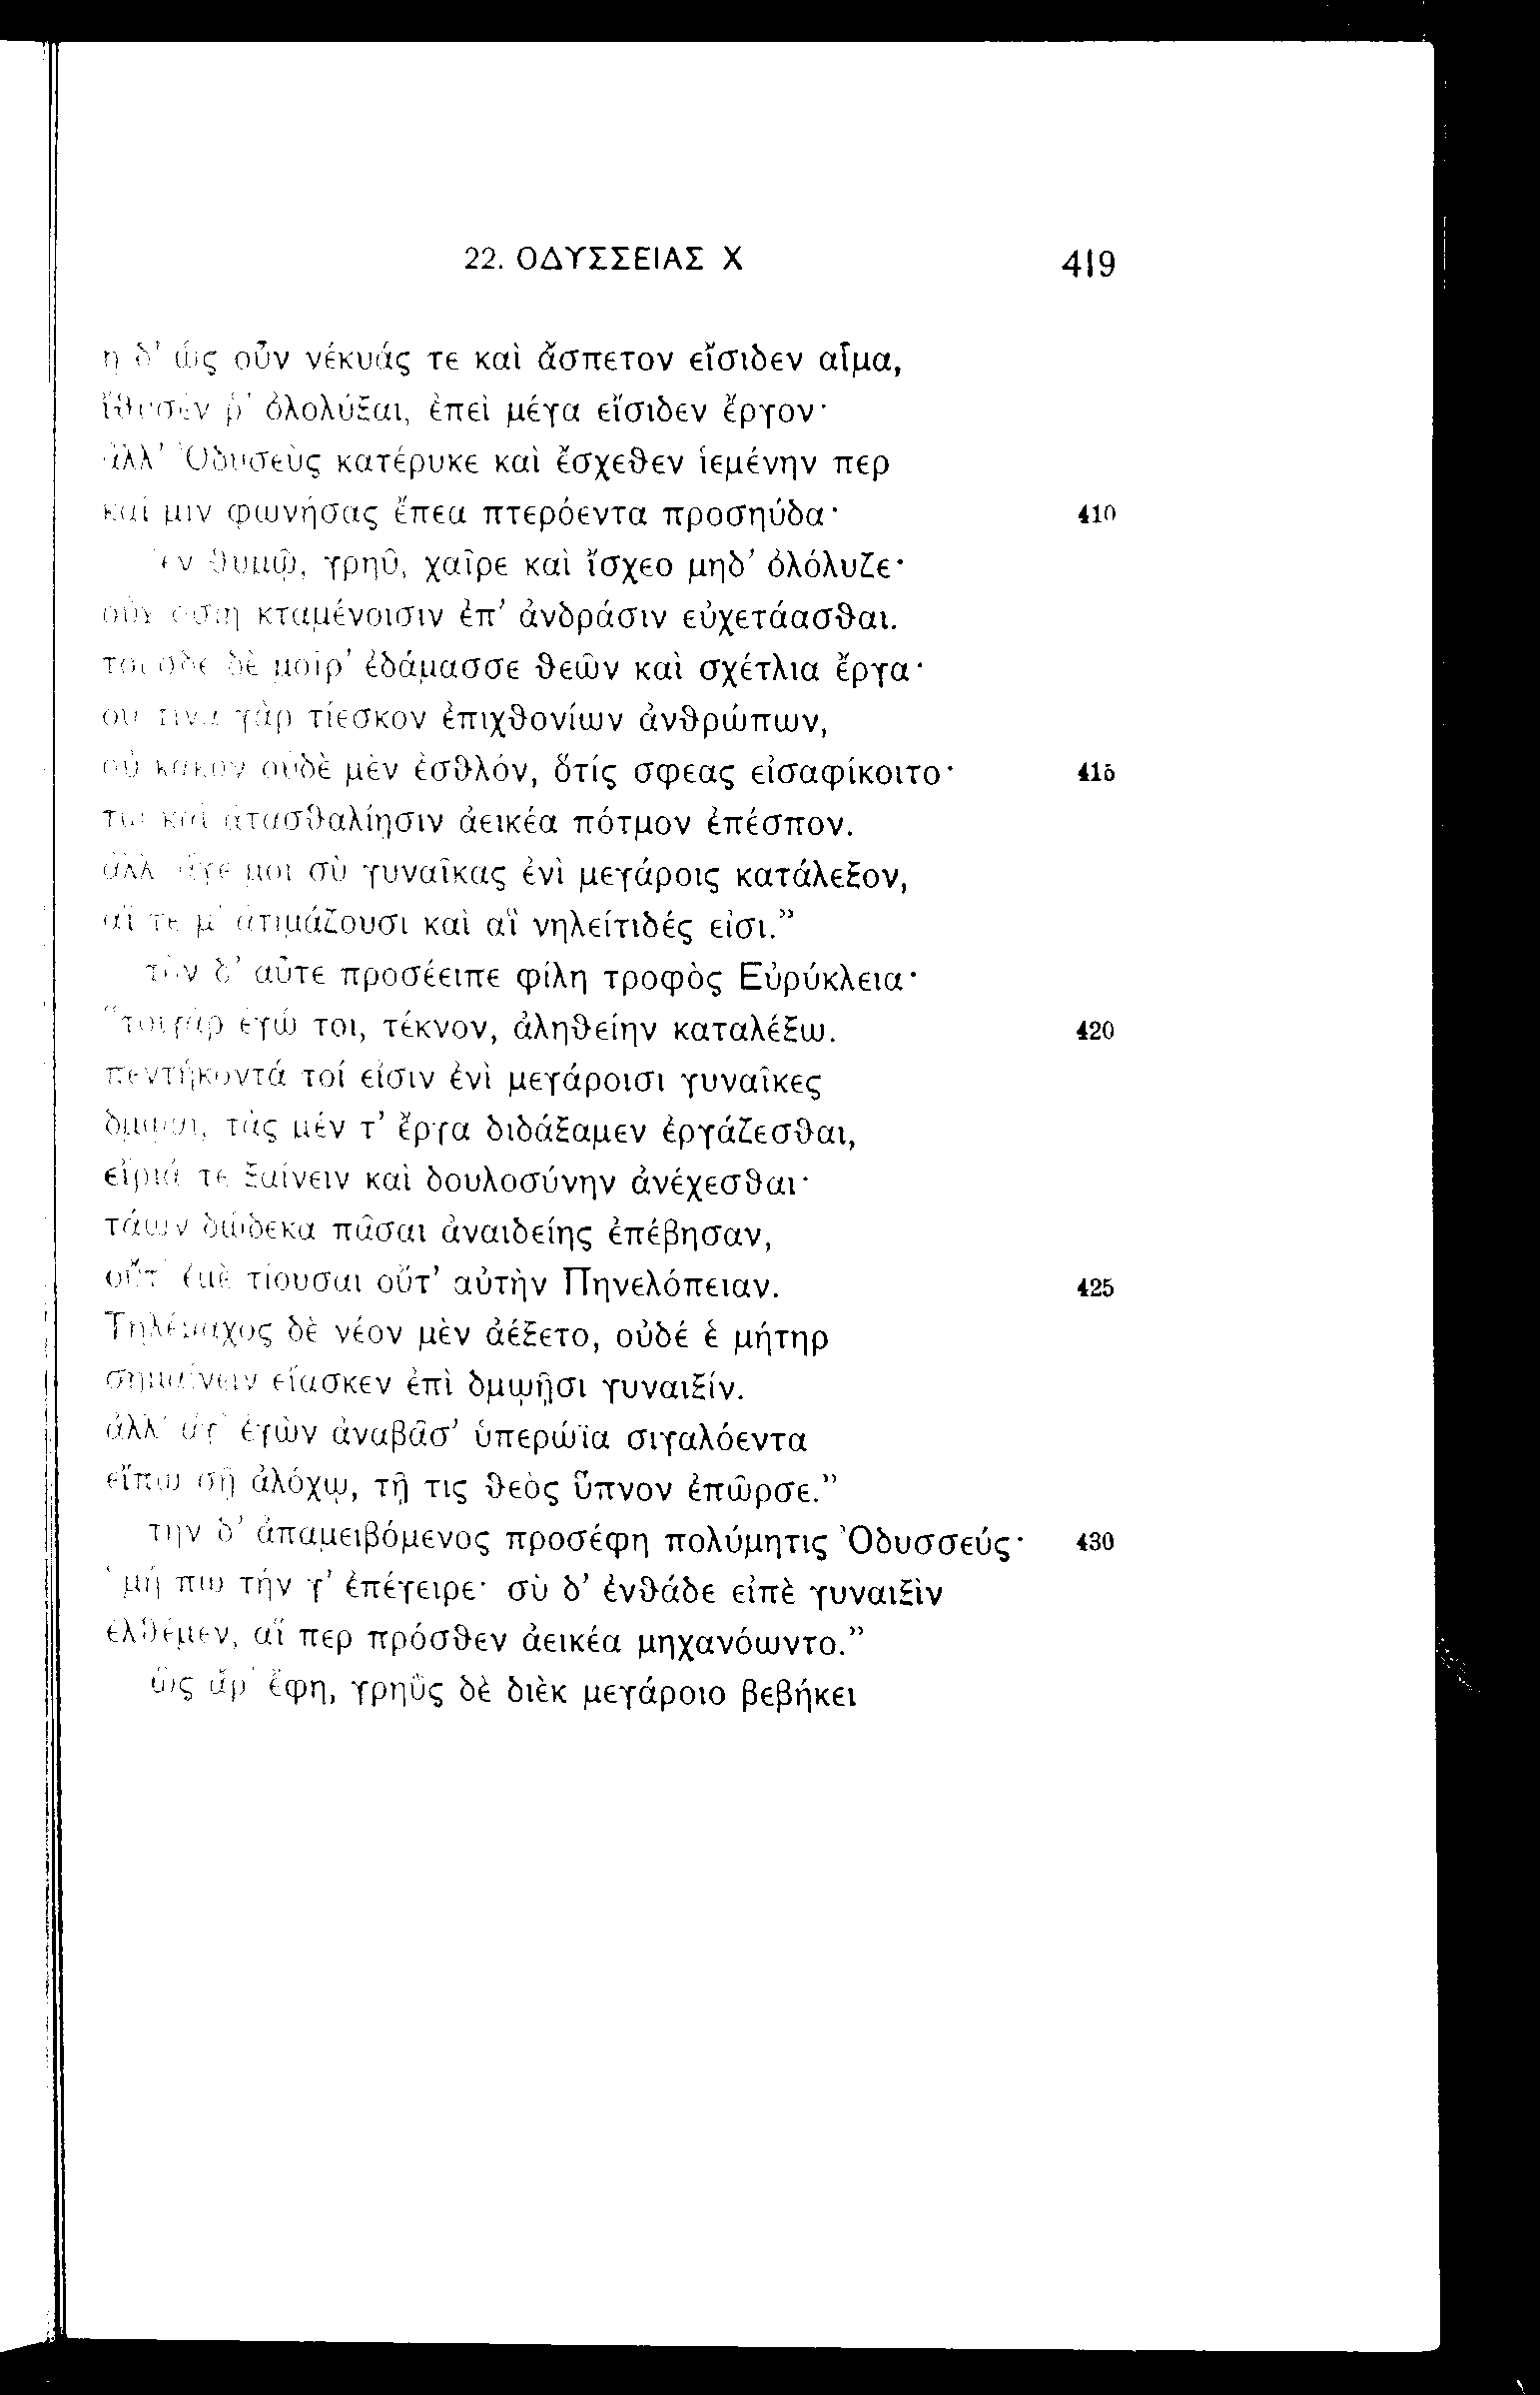 22. ΟΔΥΣΣΕΙΑΣ Χ 419
ἡ δ’ ὡς οὖν νέκυάς τε καὶ ἄσπετον εἴσιδεν αἷμα,
ἴθυσέν ῥ’ ὀλολύξαι, ἐπεὶ μέγα εἴσιδεν ἔργον·
ἀλλ’ Ὀδυσεὺς κατέρυκε καὶ ἔσχεθεν ἱεμένην περ
καί μιν φωνήσας ἔπεα πτερόεντα προσηύδα· 410
ἐν θυμῷ, γρηῦ, χαῖρε καὶ ἴσχεο μηδ’ ὀλόλυζε·
οὐχ ὁσίη κταμένοισιν ἐπ’ ἀνδράσιν εὐχετάασθαι.
τούσδε δὲ μοῖρ’ ἐδάμασσε θεῶν καὶ σχέτλια ἔργα·
οὔ τινα γὰρ τίεσκον ἐπιχθονίων ἀνθρώπων,
οὐ κακὸν οὐδὲ μὲν ἐσθλόν, ὅτίς σφεας εἰσαφίκοιτο· 415
τῶ καὶ ἀτασθαλίῃσιν ἀεικέα πότμον ἐπέσπον.
ἀλλ’ ἄγε μοι σὺ γυναῖκας ἐνὶ μεγάροις κατάλεξον,
αἵ τέ μ’ ἀτιμάζουσι καὶ αἳ νηλείτιδές εἰσι.”
τὸν δ’ αὖτε προσέειπε φίλη τροφὸς Εὐρύκλεια·
“τοιγὰρ ἐγώ τοι, τέκνον, ἀληθείην καταλέξω. 420
πεντήκοντά τοί εἰσιν ἐνὶ μεγάροισι γυναῖκες
δμῳαί, τὰς μέν τ’ ἔργα διδάξαμεν ἐργάζεσθαι,
εἴριά τε ξαίνειν καὶ δουλοσύνην ἀνέχεσθαι·
τάων δώδεκα πᾶσαι ἀναιδείης ἐπέβησαν,
οὔτ’ ἐμὲ τίουσαι οὔτ’ αὐτὴν Πηνελόπειαν. 425
Τηλέμαχος δὲ νέον μὲν ἀέξετο, οὐδέ ἑ μήτηρ
σημαίνειν εἴασκεν ἐπὶ δμῳῇσι γυναιξίν.
ἀλλ’ ἄγ’ ἐγὼν ἀναβᾶσ’ ὑπερώϊα σιγαλόεντα
εἴπω σῇ ἀλόχῳ, τῇ τις θεὸς ὕπνον ἐπῶρσε.”
τὴν δ’ ἀπαμειβόμενος προσέφη πολύμητις Ὀδυσσεύς· 430
“μή πω τήν γ’ ἐπέγειρε· σὺ δ’ ἐνθάδε εἰπὲ γυναιξὶν
ἐλθέμεν, αἵ περ πρόσθεν ἀεικέα μηχανόωντο.”
ὣς ἄρ’ ἔφη, γρηῢς δὲ διὲκ μεγάροιο βεβήκει